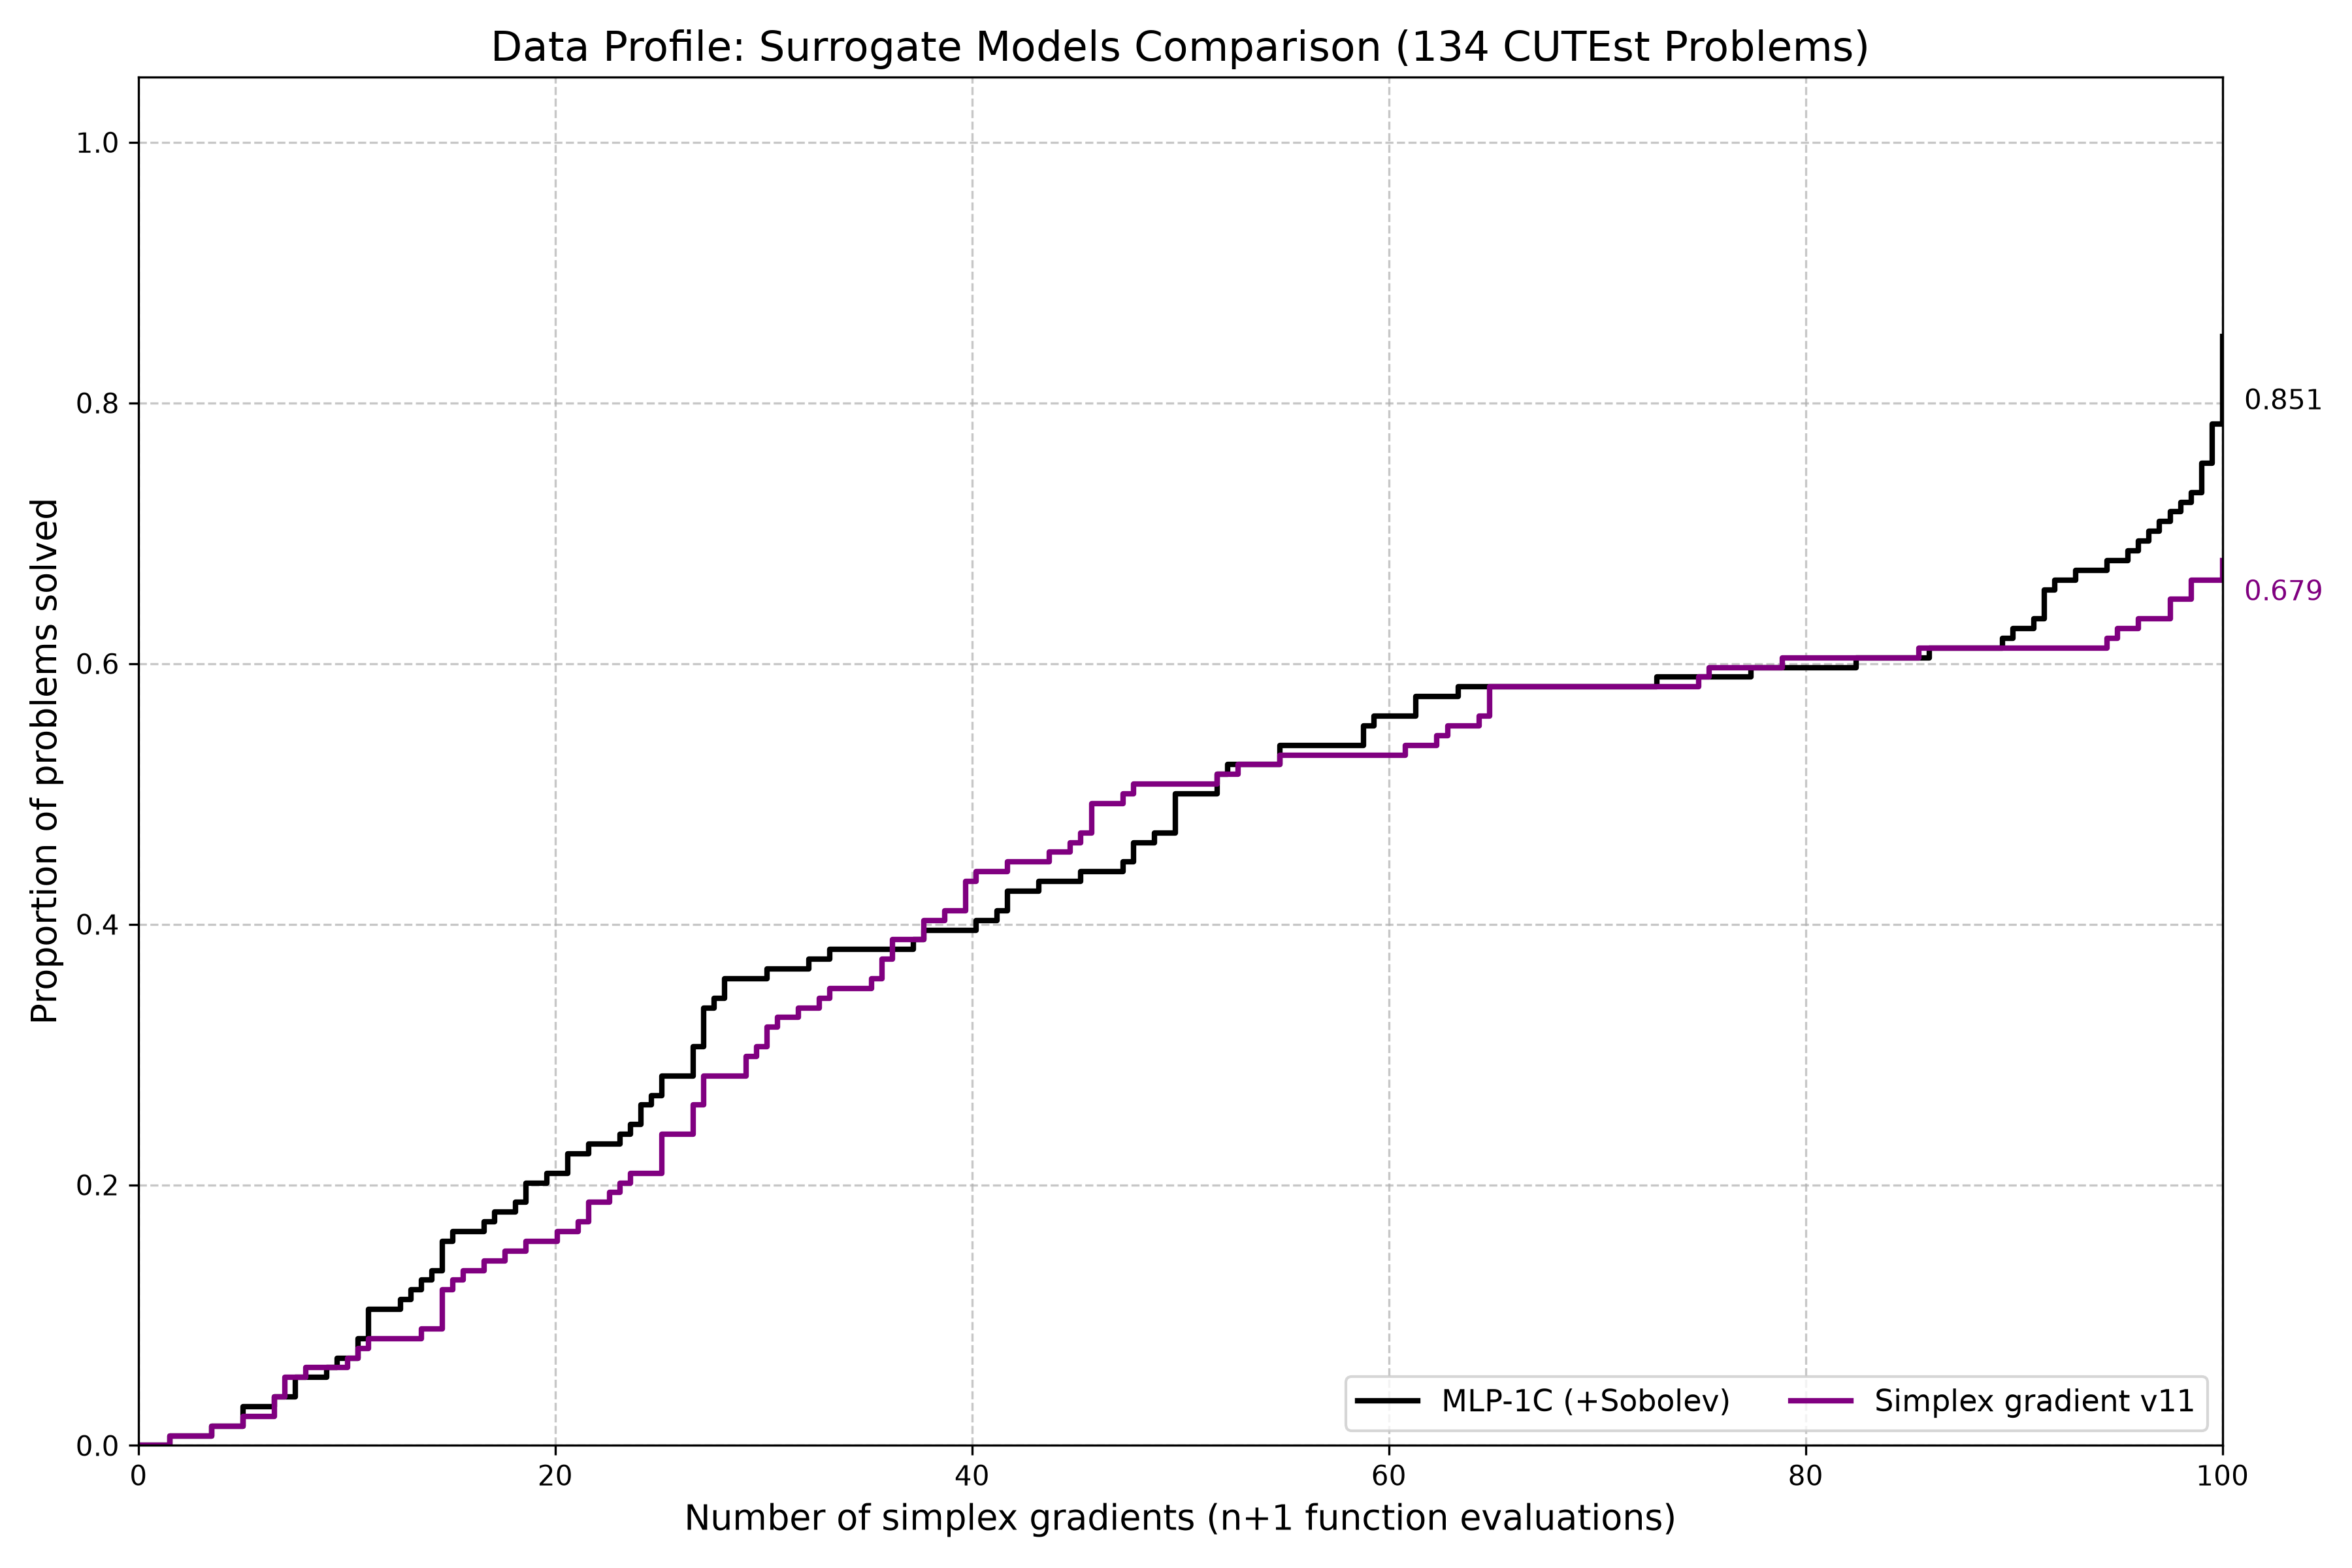 Data Profile: Surrogate Models Comparison (134 CUTEst Problems)
Proportion of problems solved
1.0
0.8
0.6
0.4
0.2
0.0
0.851
0.679
MLP-1C (+Sobolev)
Simplex gradient v11
0 20 40 60 80 100
Number of simplex gradients (n+1 function evaluations)